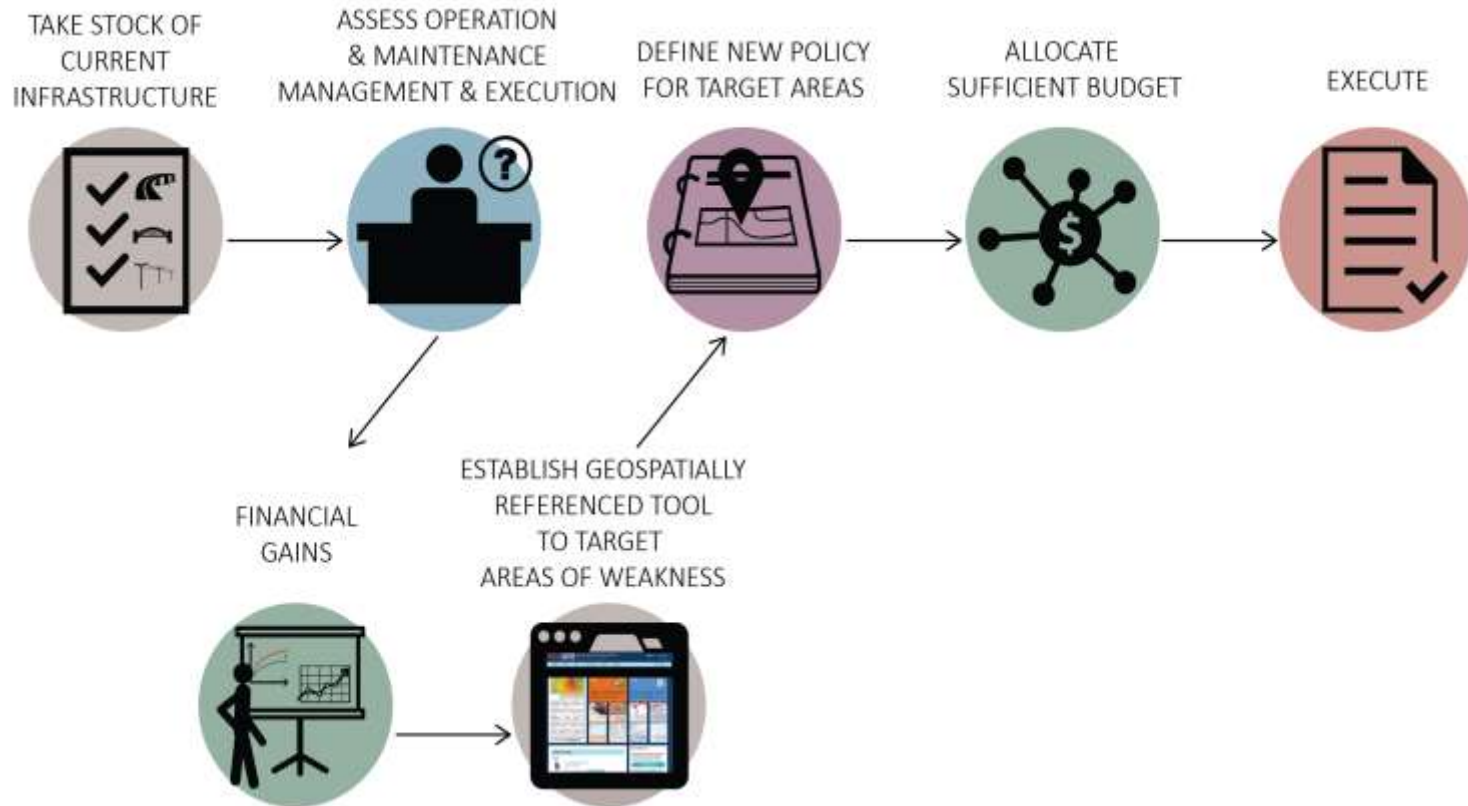 TAKE STOCK OF
CURRENT
INFRASTRUCTURE
ASSESS OPERATION
& MAINTENANCE
MANAGEMENT & EXECUTION
?
DEFINE NEW POLICY
FOR TARGET AREAS
ALLOCATE
SUFFICIENT BUDGET
$
EXECUTE
FINANCIAL
GAINS
ESTABLISH GEOSPATIALLY
REFERENCED TOOL
TO TARGET
AREAS OF WEAKNESS